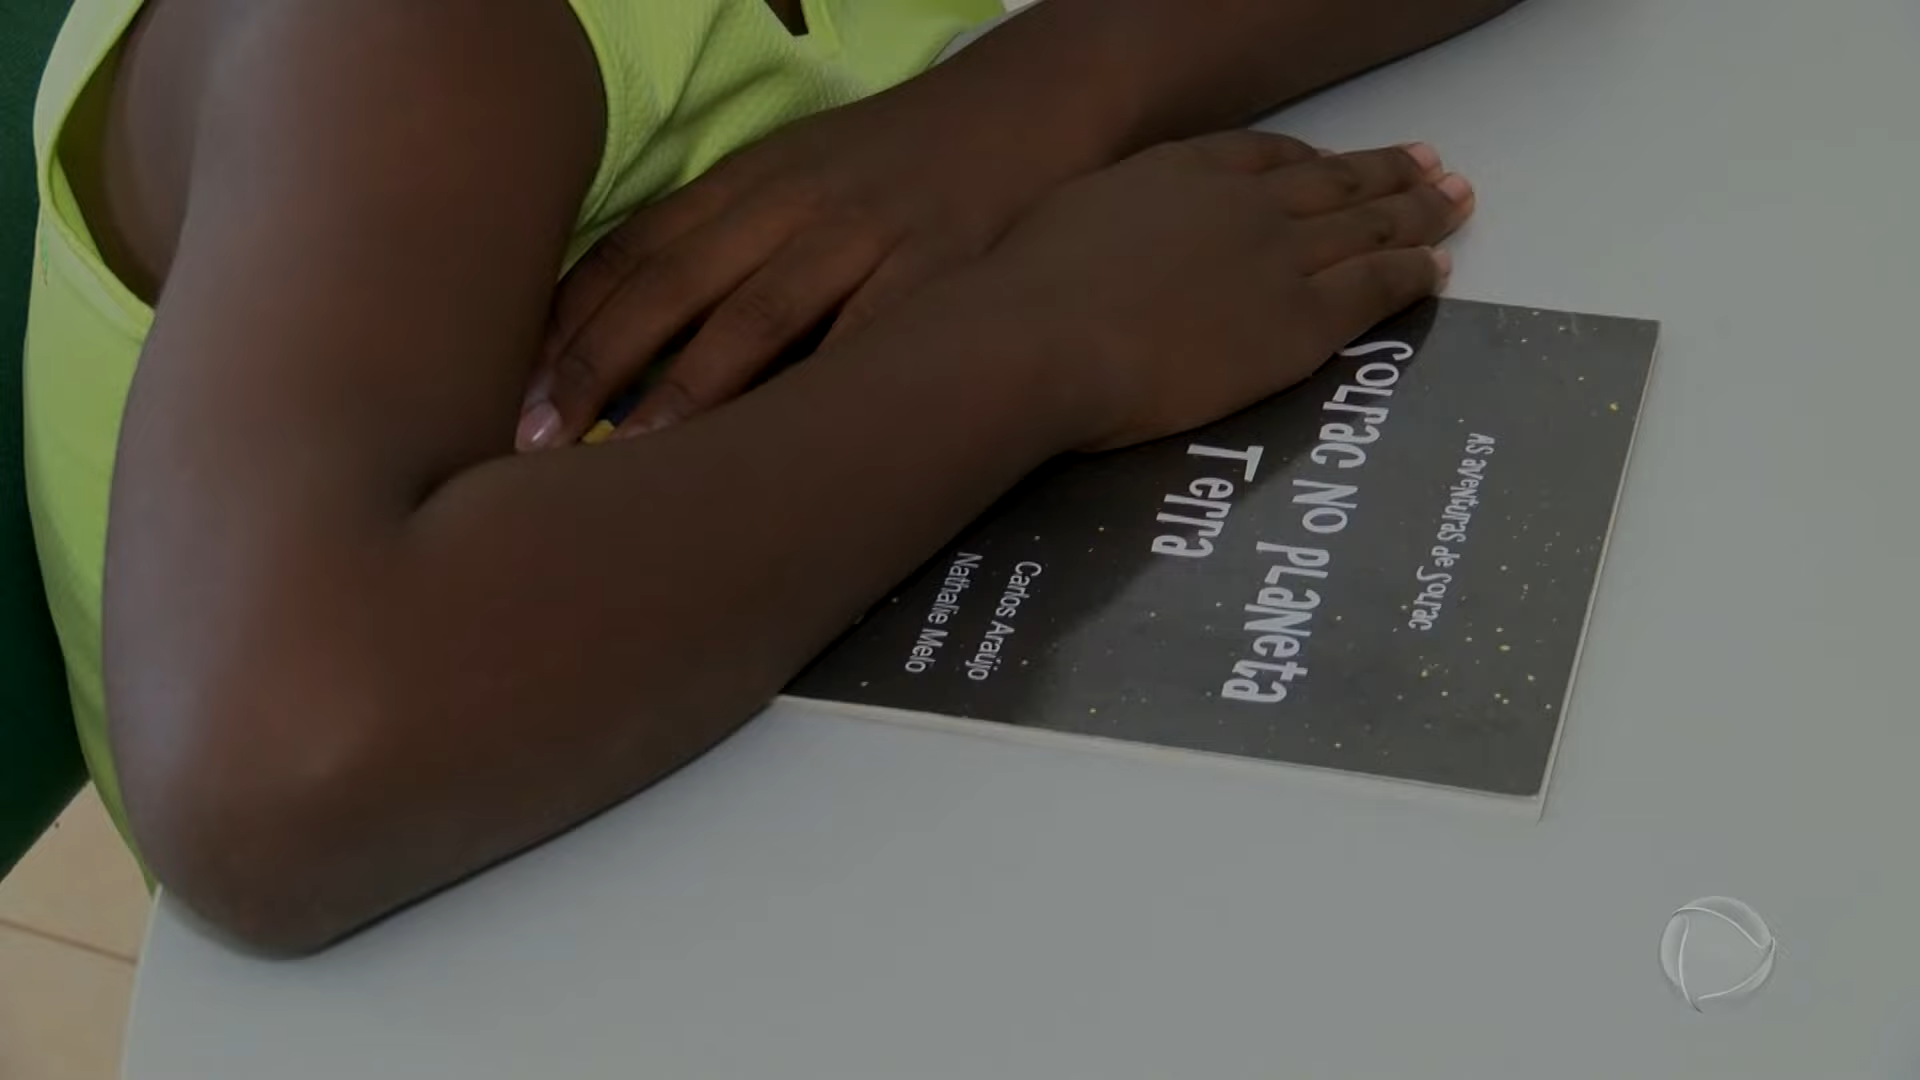 As aventuras de Solrac
Solrac no planeta
Terra
Carlos Araújo
Nathalie Melo